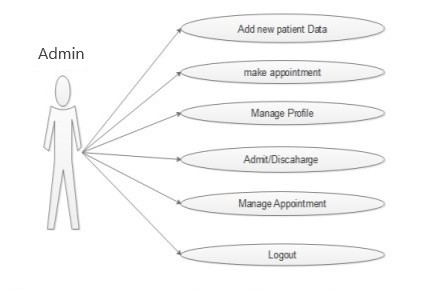 Admin
Add new patient Data
make appointment
Manage Profile
Admit/Discaharge
Manage Appointment
Logout